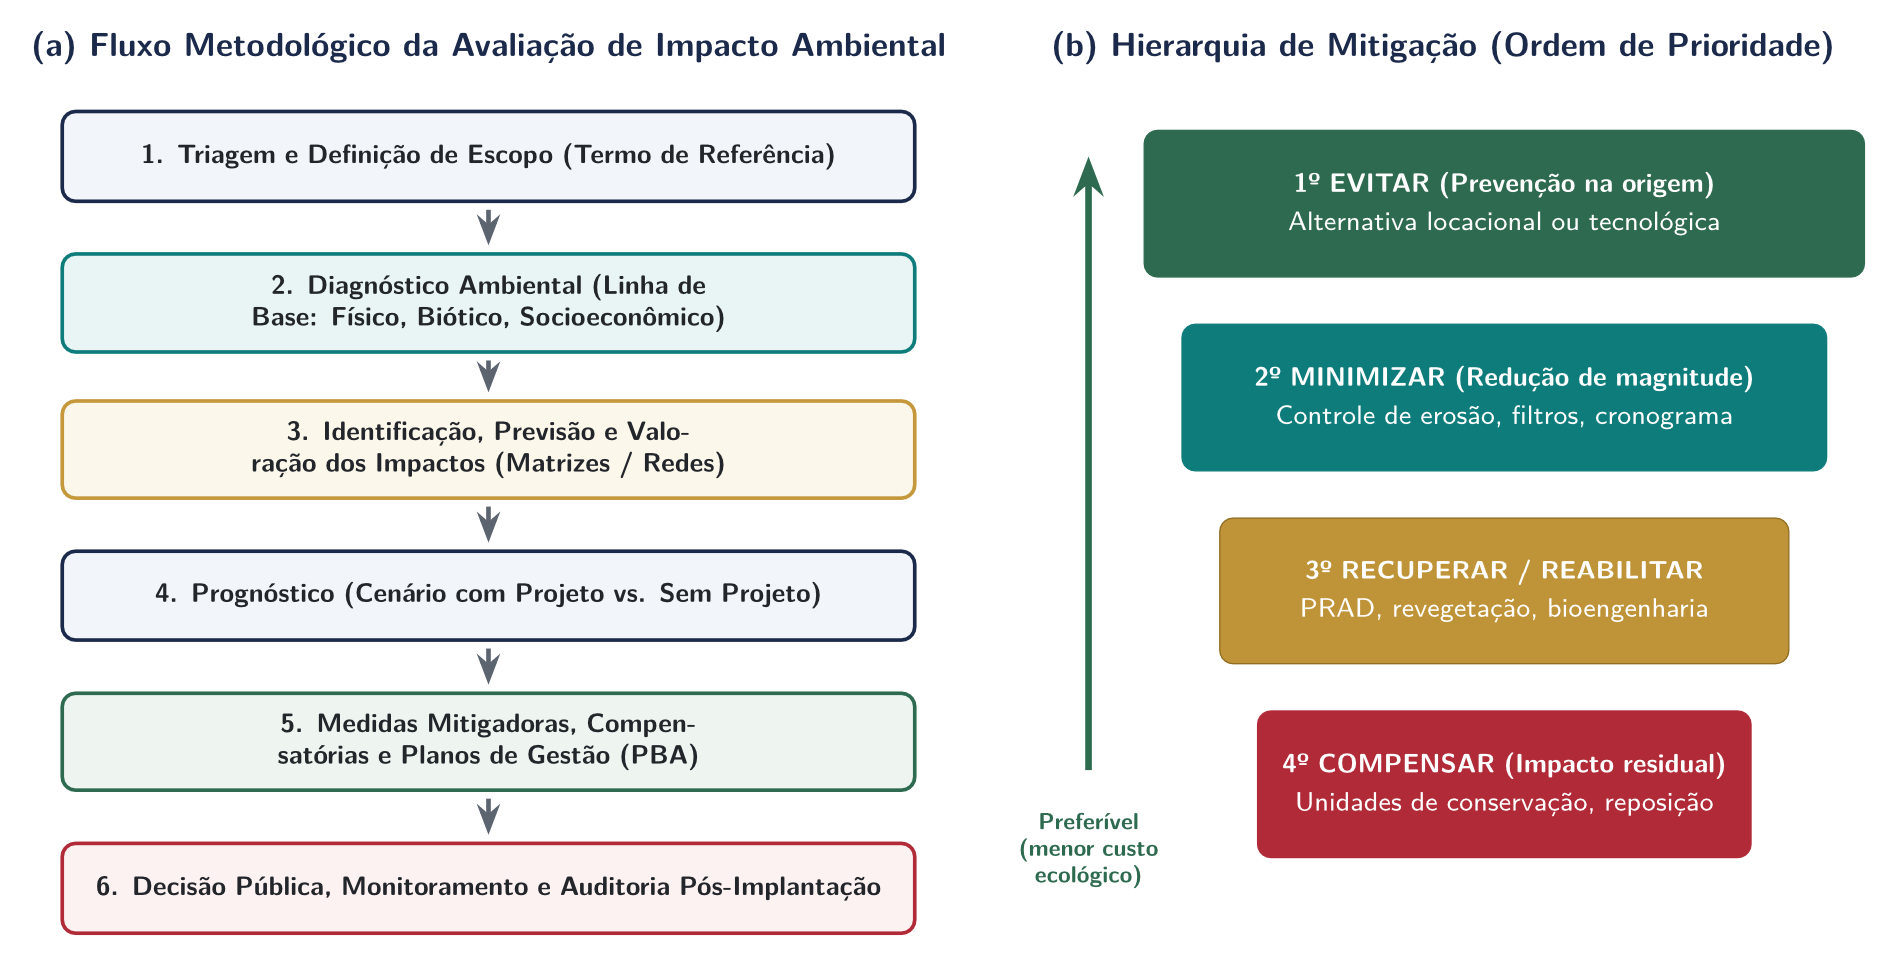 (a) Fluxo Metodológico da Avaliação de Impacto Ambiental
1. Triagem e Definição de Escopo (Termo de Referência)
2. Diagnóstico Ambiental (Linha de
Base: Físico, Biótico, Socioeconômico)
3. Identificação, Previsão e Valo-
ração dos Impactos (Matrizes / Redes)
4. Prognóstico (Cenário com Projeto vs. Sem Projeto)
5. Medidas Mitigadoras, Compen-
satórias e Planos de Gestão (PBA)
6. Decisão Pública, Monitoramento e Auditoria Pós-Implantação
(b) Hierarquia de Mitigação (Ordem de Prioridade)
1º EVITAR (Prevenção na origem)
Alternativa locacional ou tecnológica
2º MINIMIZAR (Redução de magnitude)
Controle de erosão, filtros, cronograma
3º RECUPERAR / REABILITAR
PRAD, revegetação, bioengenharia
4º COMPENSAR (Impacto residual)
Unidades de conservação, reposição
Preferível
(menor custo
ecológico)